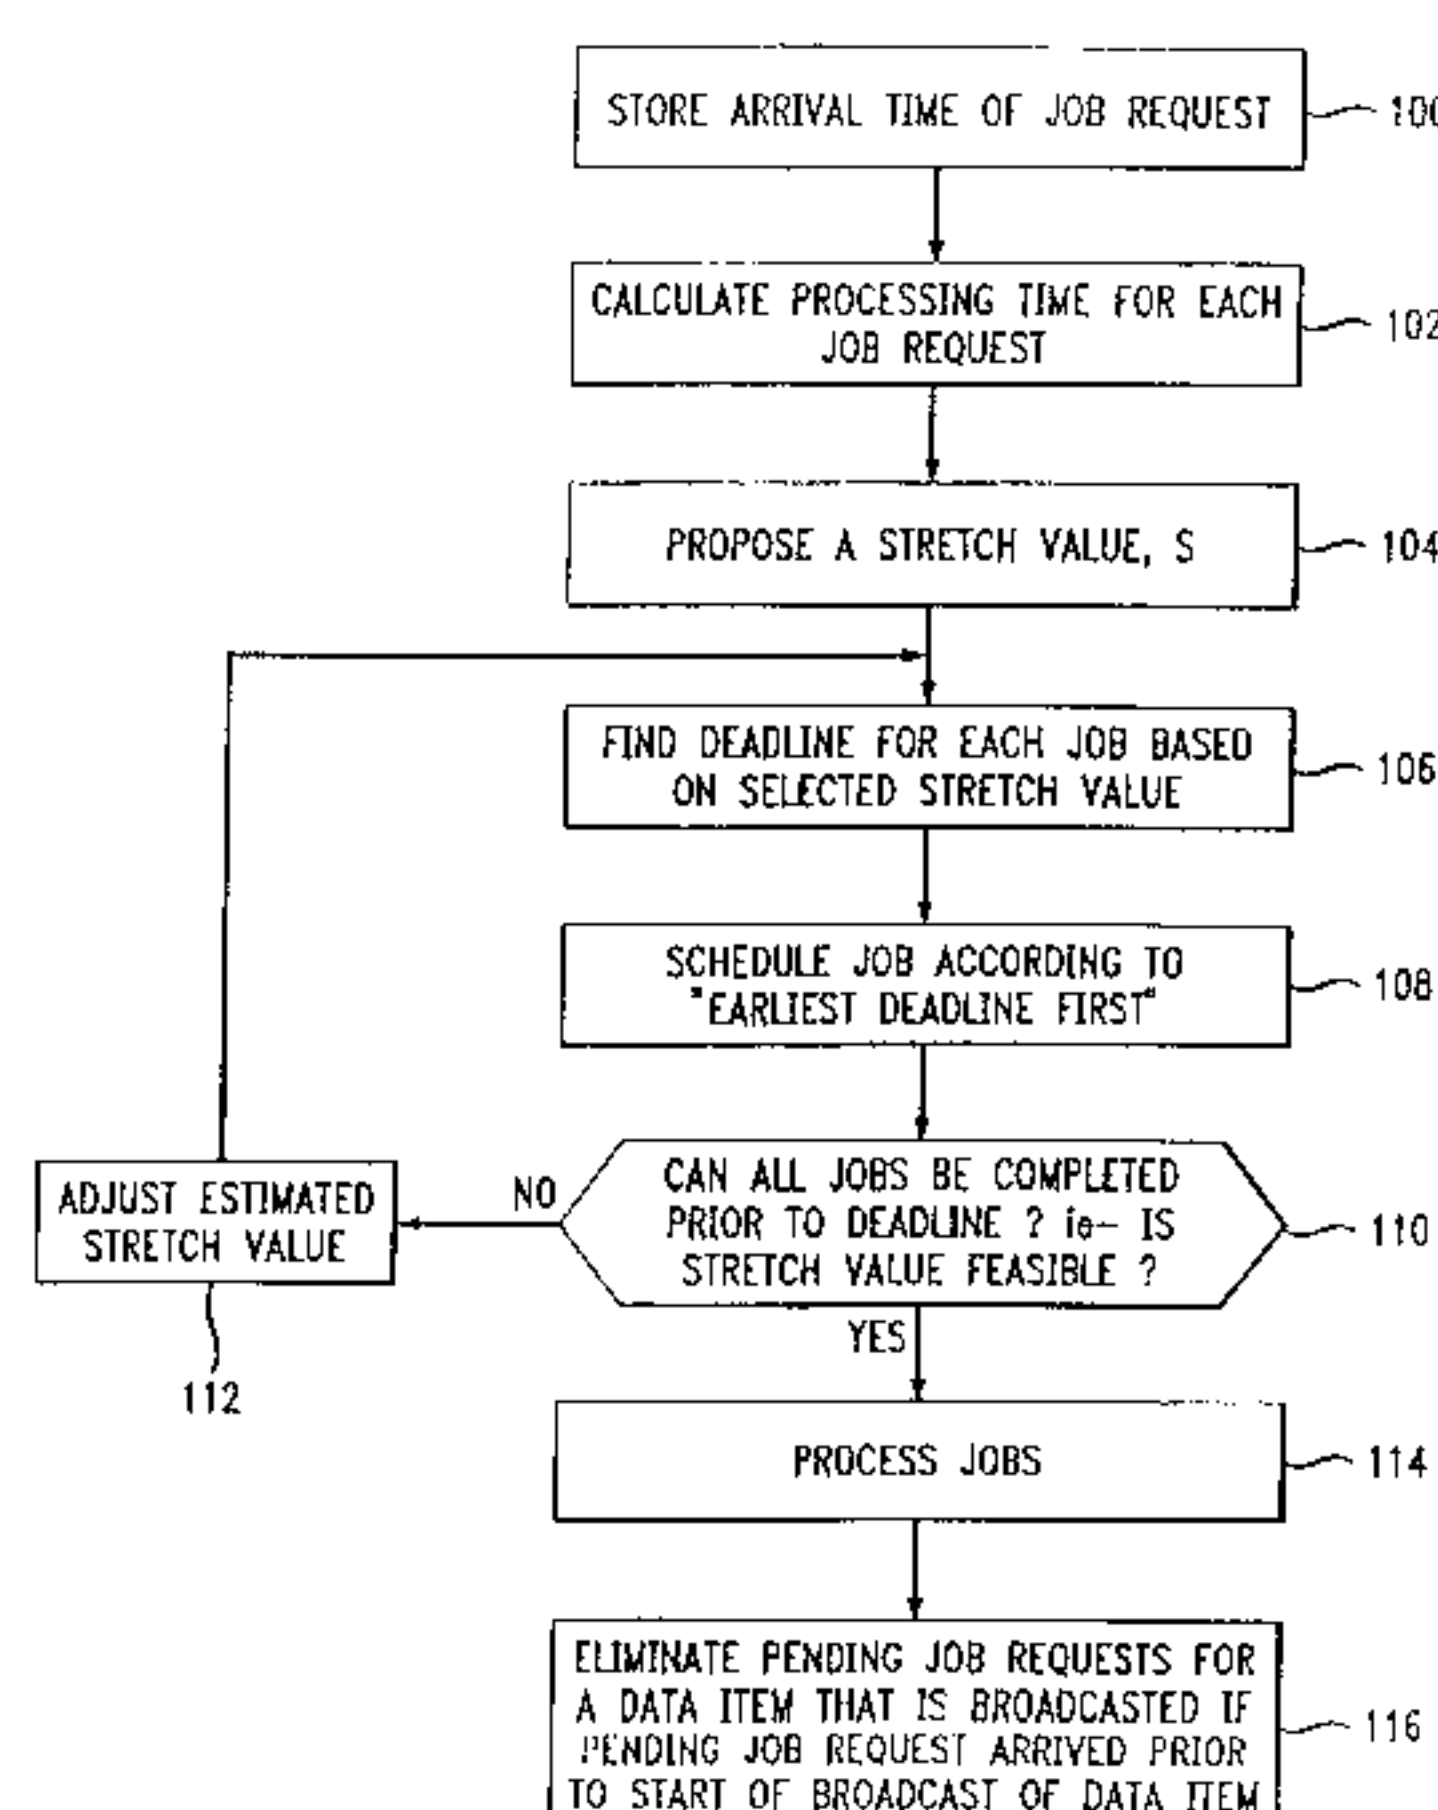 STORE ARRIVAL TIME OF JOB REQUEST
100
CALCULATE PROCESSING TIME FOR EACH
JOB REQUEST
102
PROPOSE A STRETCH VALUE, S
104
FIND DEADLINE FOR EACH JOB BASED
ON SELECTED STRETCH VALUE
106
SCHEDULE JOB ACCORDING TO
"EARLIEST DEADLINE FIRST"
108
CAN ALL JOBS BE COMPLETED
PRIOR TO DEADLINE ? ie- IS
STRETCH VALUE FEASIBLE ?
110
NO
ADJUST ESTIMATED
STRETCH VALUE
112
YES
PROCESS JOBS
114
ELIMINATE PENDING JOB REQUESTS FOR
A DATA ITEM THAT IS BROADCASTED IF
PENDING JOB REQUEST ARRIVED PRIOR
TO START OF BROADCAST OF DATA ITEM
116